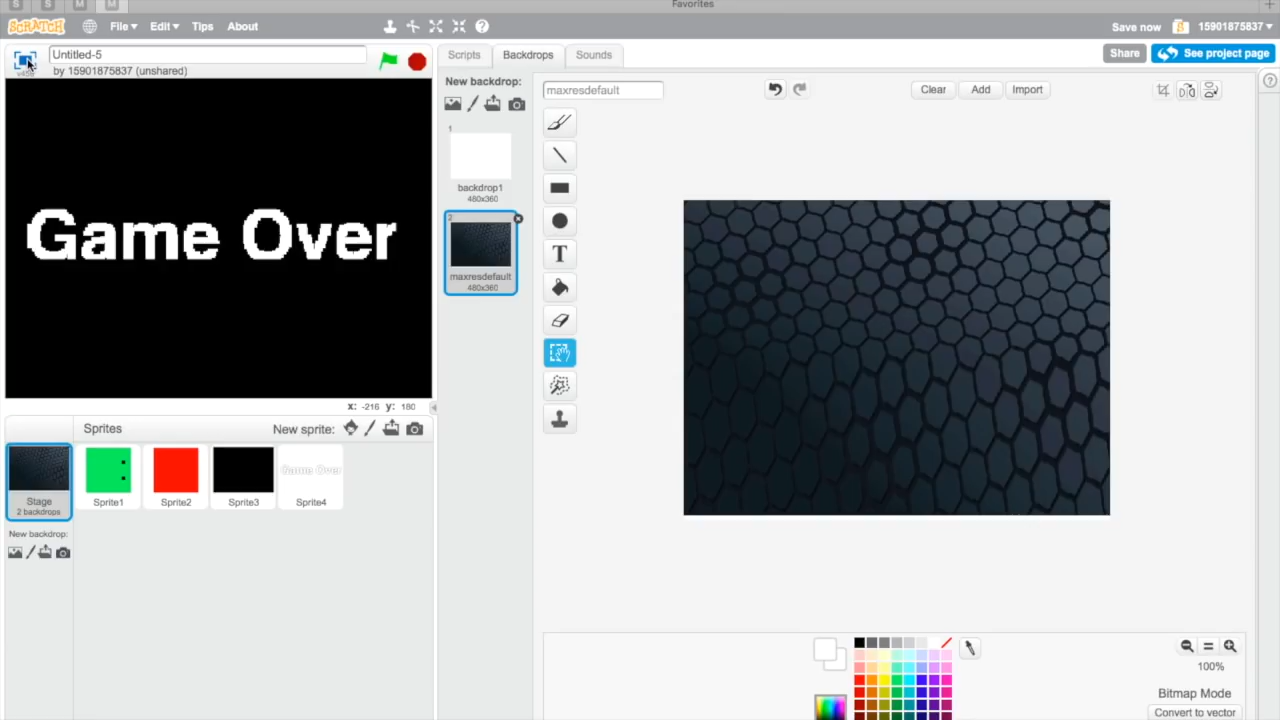 S S M M Favorites +
SCRATCH File Edit Tips About Save now S 15901875837
Untitled-5
by 15901875837 (unshared)
v458
Scripts Backdrops Sounds
Share See project page
New backdrop:
maxresdefault
Clear Add Import
1
backdrop1
480x360
2
maxresdefault
480x360
T
Game Over
x: -216 y: 180
Sprites New sprite:
Stage
2 backdrops
New backdrop:
Sprite1
Sprite2
Sprite3
Game Over
Sprite4
100%
Bitmap Mode
Convert to vector